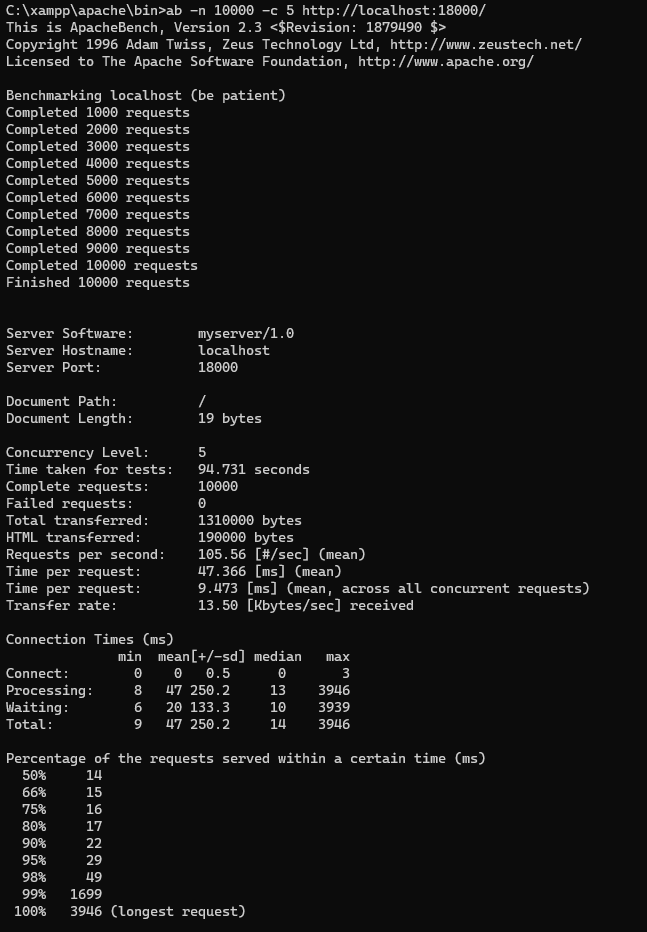 C:\xampp\apache\bin>ab -n 10000 -c 5 http://localhost:18000/
This is ApacheBench, Version 2.3 <$Revision: 1879490 $>
Copyright 1996 Adam Twiss, Zeus Technology Ltd, http://www.zeustech.net/
Licensed to The Apache Software Foundation, http://www.apache.org/

Benchmarking localhost (be patient)
Completed 1000 requests
Completed 2000 requests
Completed 3000 requests
Completed 4000 requests
Completed 5000 requests
Completed 6000 requests
Completed 7000 requests
Completed 8000 requests
Completed 9000 requests
Completed 10000 requests
Finished 10000 requests


Server Software:        myserver/1.0
Server Hostname:        localhost
Server Port:            18000

Document Path:          /
Document Length:        19 bytes

Concurrency Level:      5
Time taken for tests:   94.731 seconds
Complete requests:      10000
Failed requests:        0
Total transferred:      1310000 bytes
HTML transferred:       190000 bytes
Requests per second:    105.56 [#/sec] (mean)
Time per request:       47.366 [ms] (mean)
Time per request:       9.473 [ms] (mean, across all concurrent requests)
Transfer rate:          13.50 [Kbytes/sec] received

Connection Times (ms)
              min  mean[+/-sd] median   max
Connect:        0    0   0.5      0       3
Processing:     8   47 250.2     13    3946
Waiting:        6   20 133.3     10    3939
Total:          9   47 250.2     14    3946

Percentage of the requests served within a certain time (ms)
  50%     14
  66%     15
  75%     16
  80%     17
  90%     22
  95%     29
  98%     49
  99%   1699
 100%   3946 (longest request)